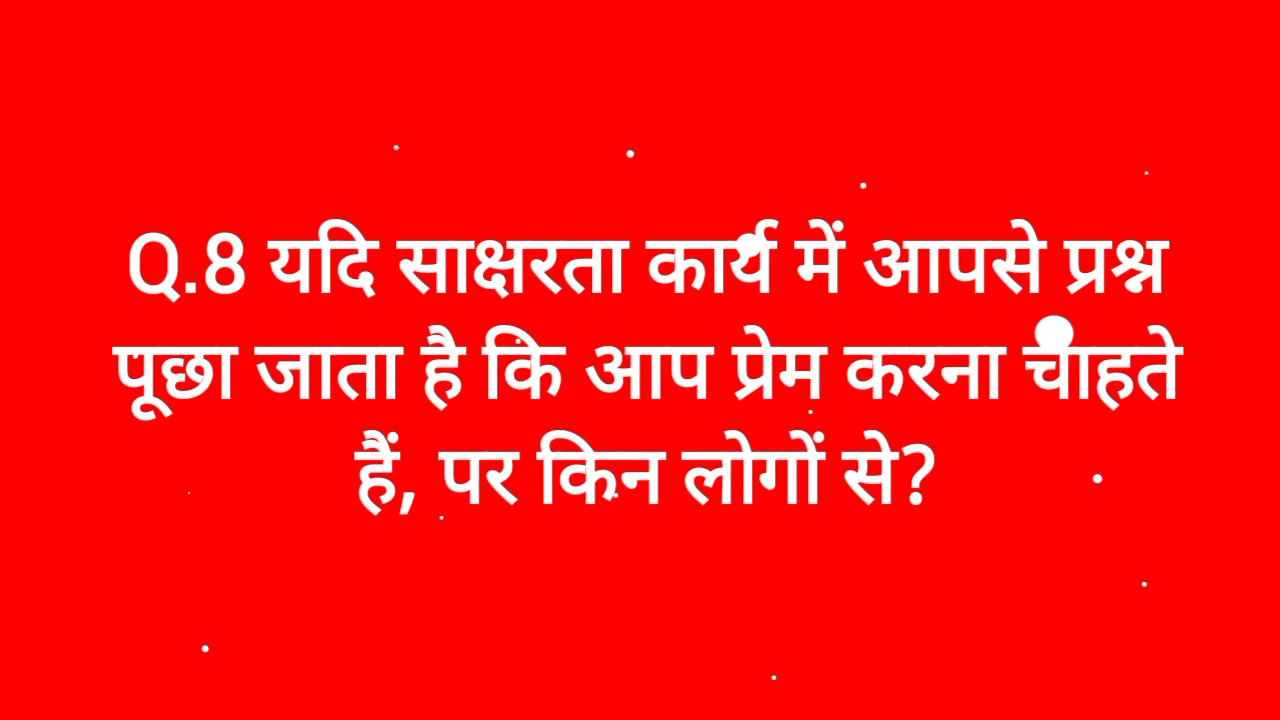 Q.8 यदि साक्षरता कार्य में आपसे प्रश्न
पूछा जाता है कि आप प्रेम करना चाहते
हैं, पर किन लोगों से?